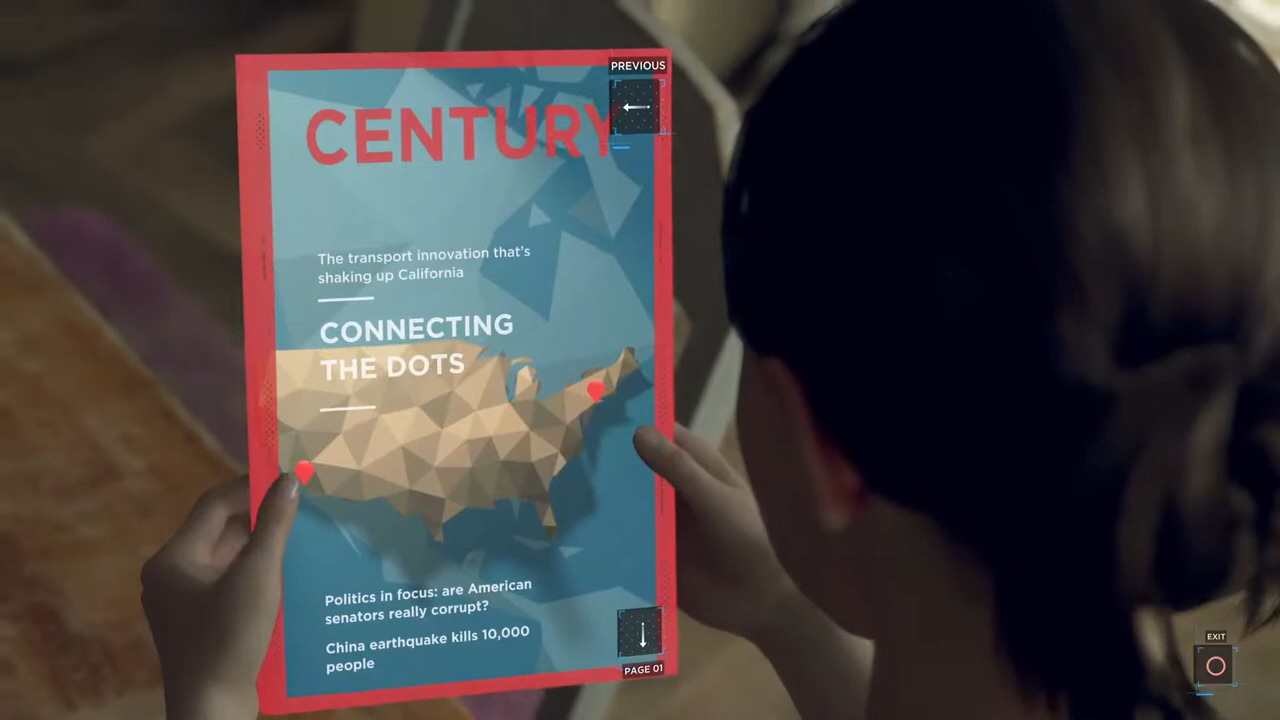 PREVIOUS
CENTURY
The transport innovation that's
shaking up California
CONNECTING
THE DOTS
Politics in focus: are American
senators really corrupt?
China earthquake kills 10,000
people
PAGE 01
EXIT